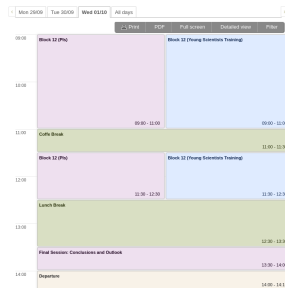 Mon 29/09 Tue 30/09 Wed 01/10 All days
Print PDF Full screen Detailed view Filter
09:00 Block 12 (PIs) Block 12 (Young Scientists Training)
10:00
09:00 - 11:00 09:00 - 11:0
11:00 Coffe Break
11:00 - 11:3
Block 12 (PIs) Block 12 (Young Scientists Training)
12:00
11:30 - 12:30 11:30 - 12:3
Lunch Break
13:00
12:30 - 13:3
Final Session: Conclusions and Outlook
13:30 - 14:0
14:00 Departure
14:00 - 14:1